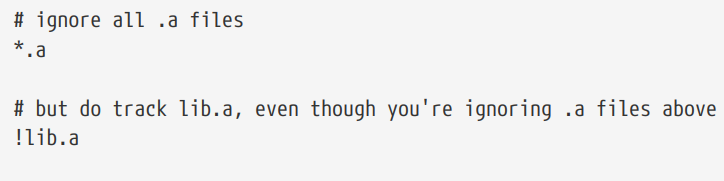 # ignore all .a files
*.a
# but do track lib.a, even though you're ignoring .a files above
!lib.a